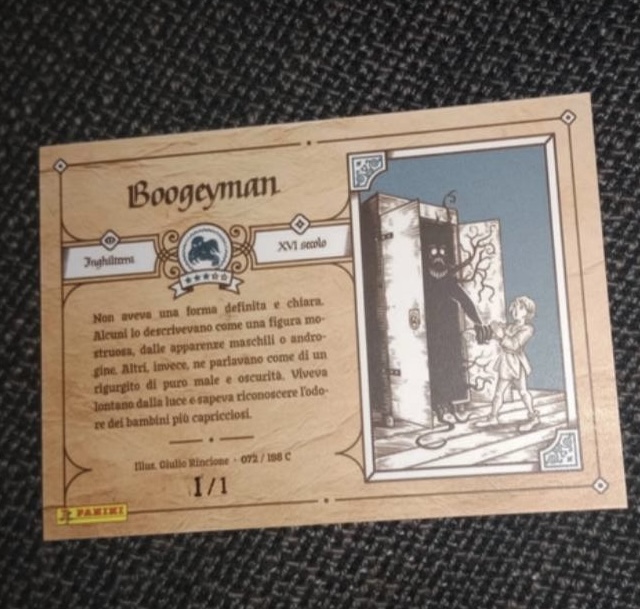 Boogeyman
Inghilterra
XVI secolo
Non aveva una forma definita e chiara.
Alcuni lo descrivevano come una figura mo-
struosa, dalle apparenze maschili o andro-
gine. Altri, invece, ne parlavano come di un
rigurgito di puro male e oscurità. Viveva
lontano dalla luce e sapeva riconoscere l'odo-
re dei bambini più capricciosi.
Illus. Giulio Rincione - 072 / 198 C
1/1
PANINI